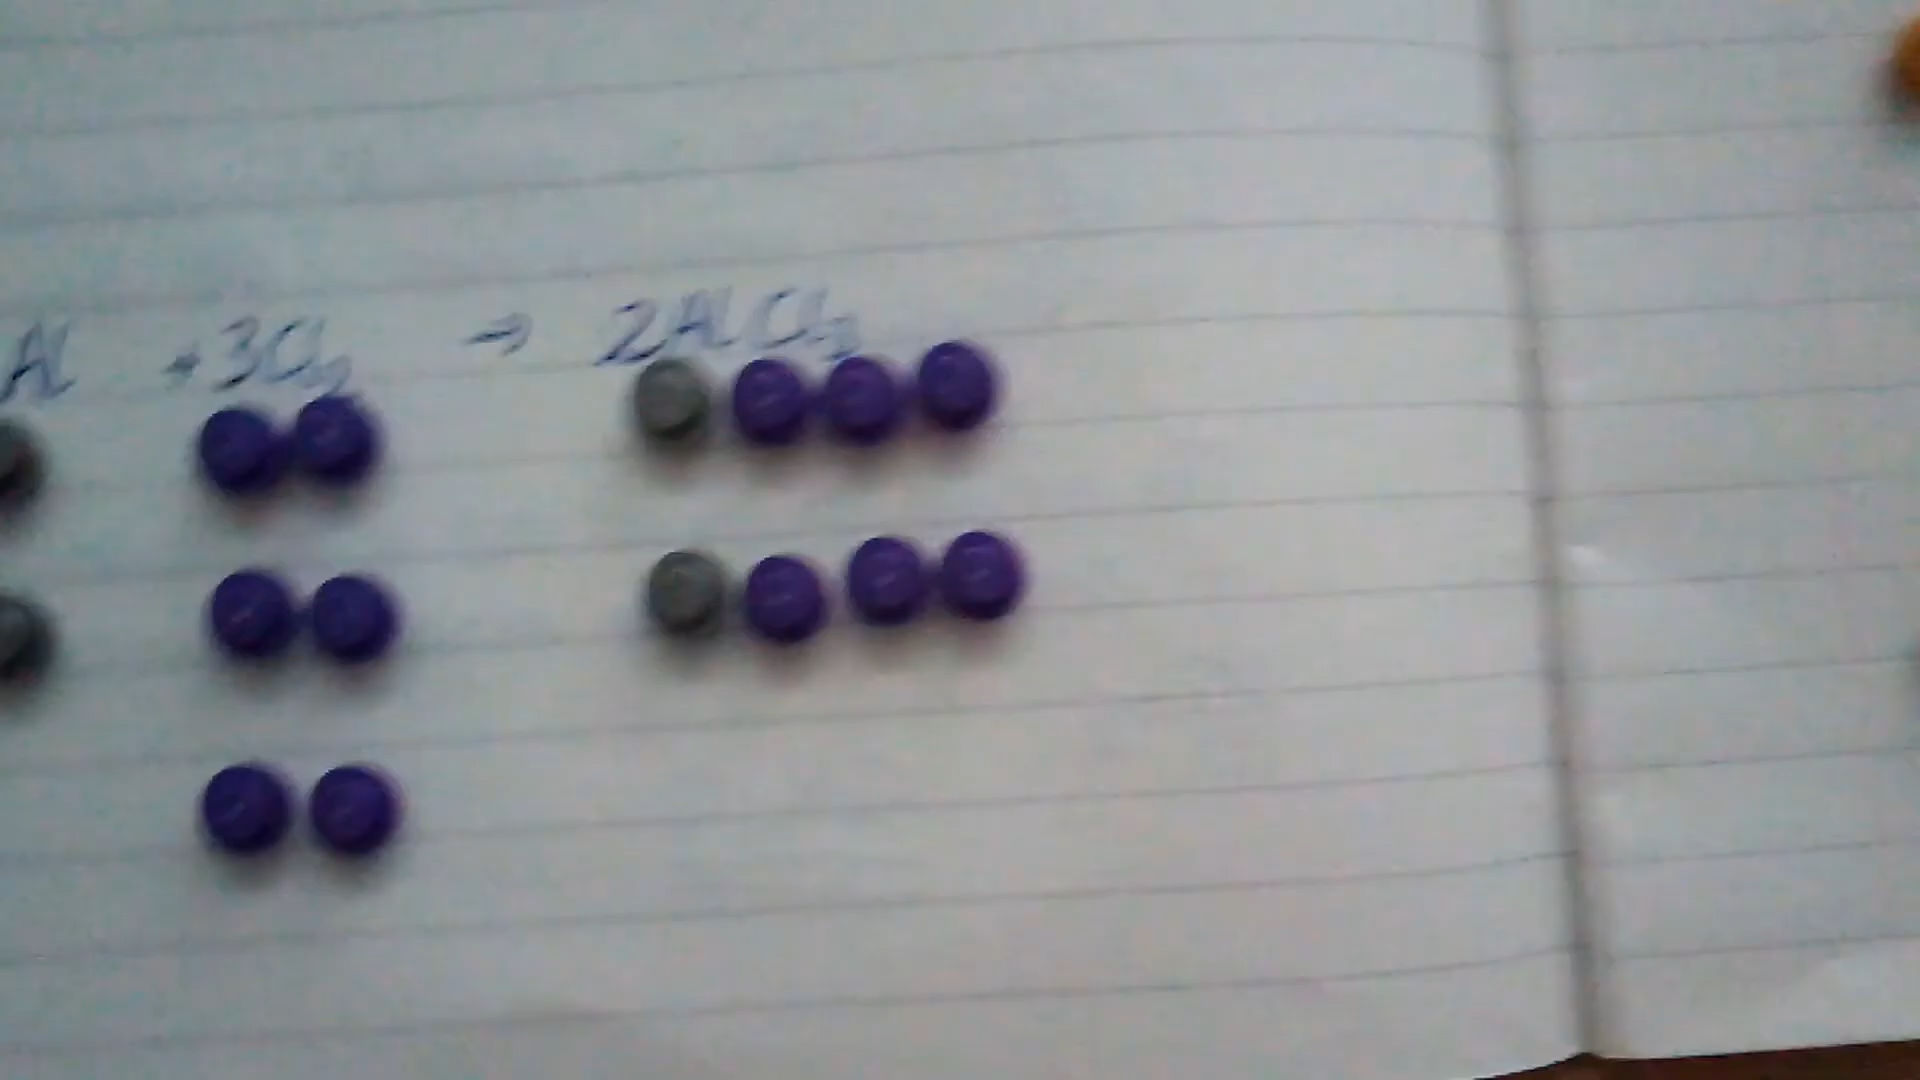 Al + 3Cl₂ → 2AlCl₃